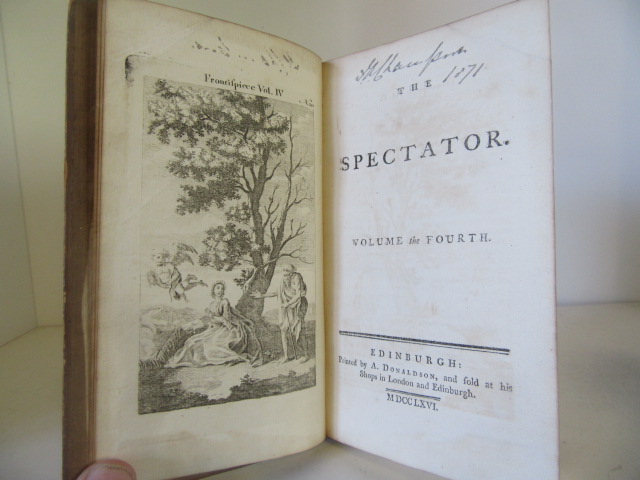 Frontispiece Vol. IV
THE
1871
SPECTATOR.
VOLUME the FOURTH.
EDINBURGH:
Printed by A. DONALDSON, and sold at his
Shops in London and Edinburgh.
MDCCLXVI.